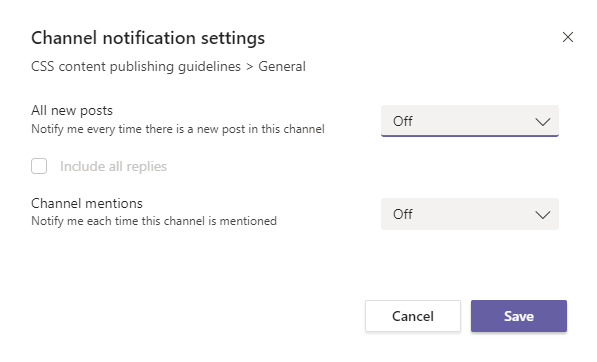 Channel notification settings
CSS content publishing guidelines > General
All new posts
Notify me every time there is a new post in this channel
Off
Include all replies
Channel mentions
Notify me each time this channel is mentioned
Off
Cancel
Save